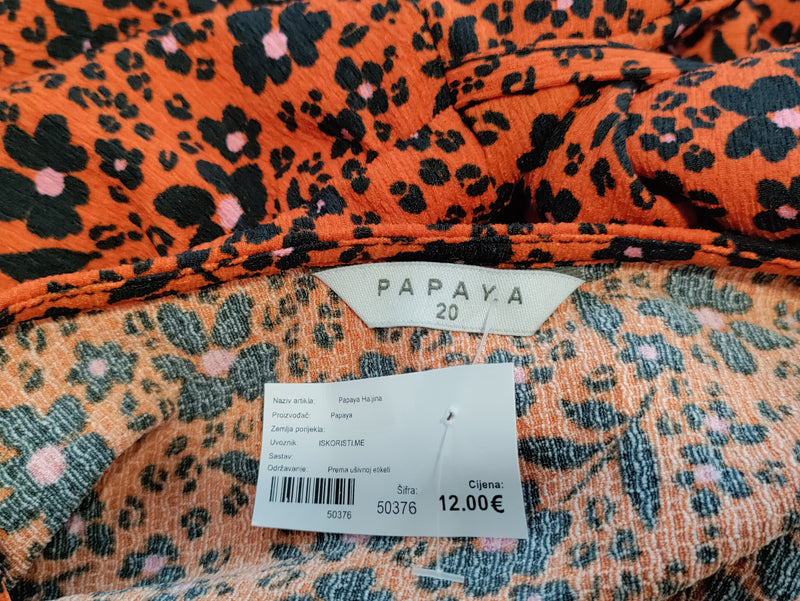 PAPAYA
20
Naziv artikla: Papaya Haljina
Proizvođač: Papaya
Zemlja porijekla:
Uvoznik: ISKORISTI.ME
Sastav:
Održavanje: Prema ušivnoj etiketi
50376
Šifra: 50376
Cijena: 12.00€